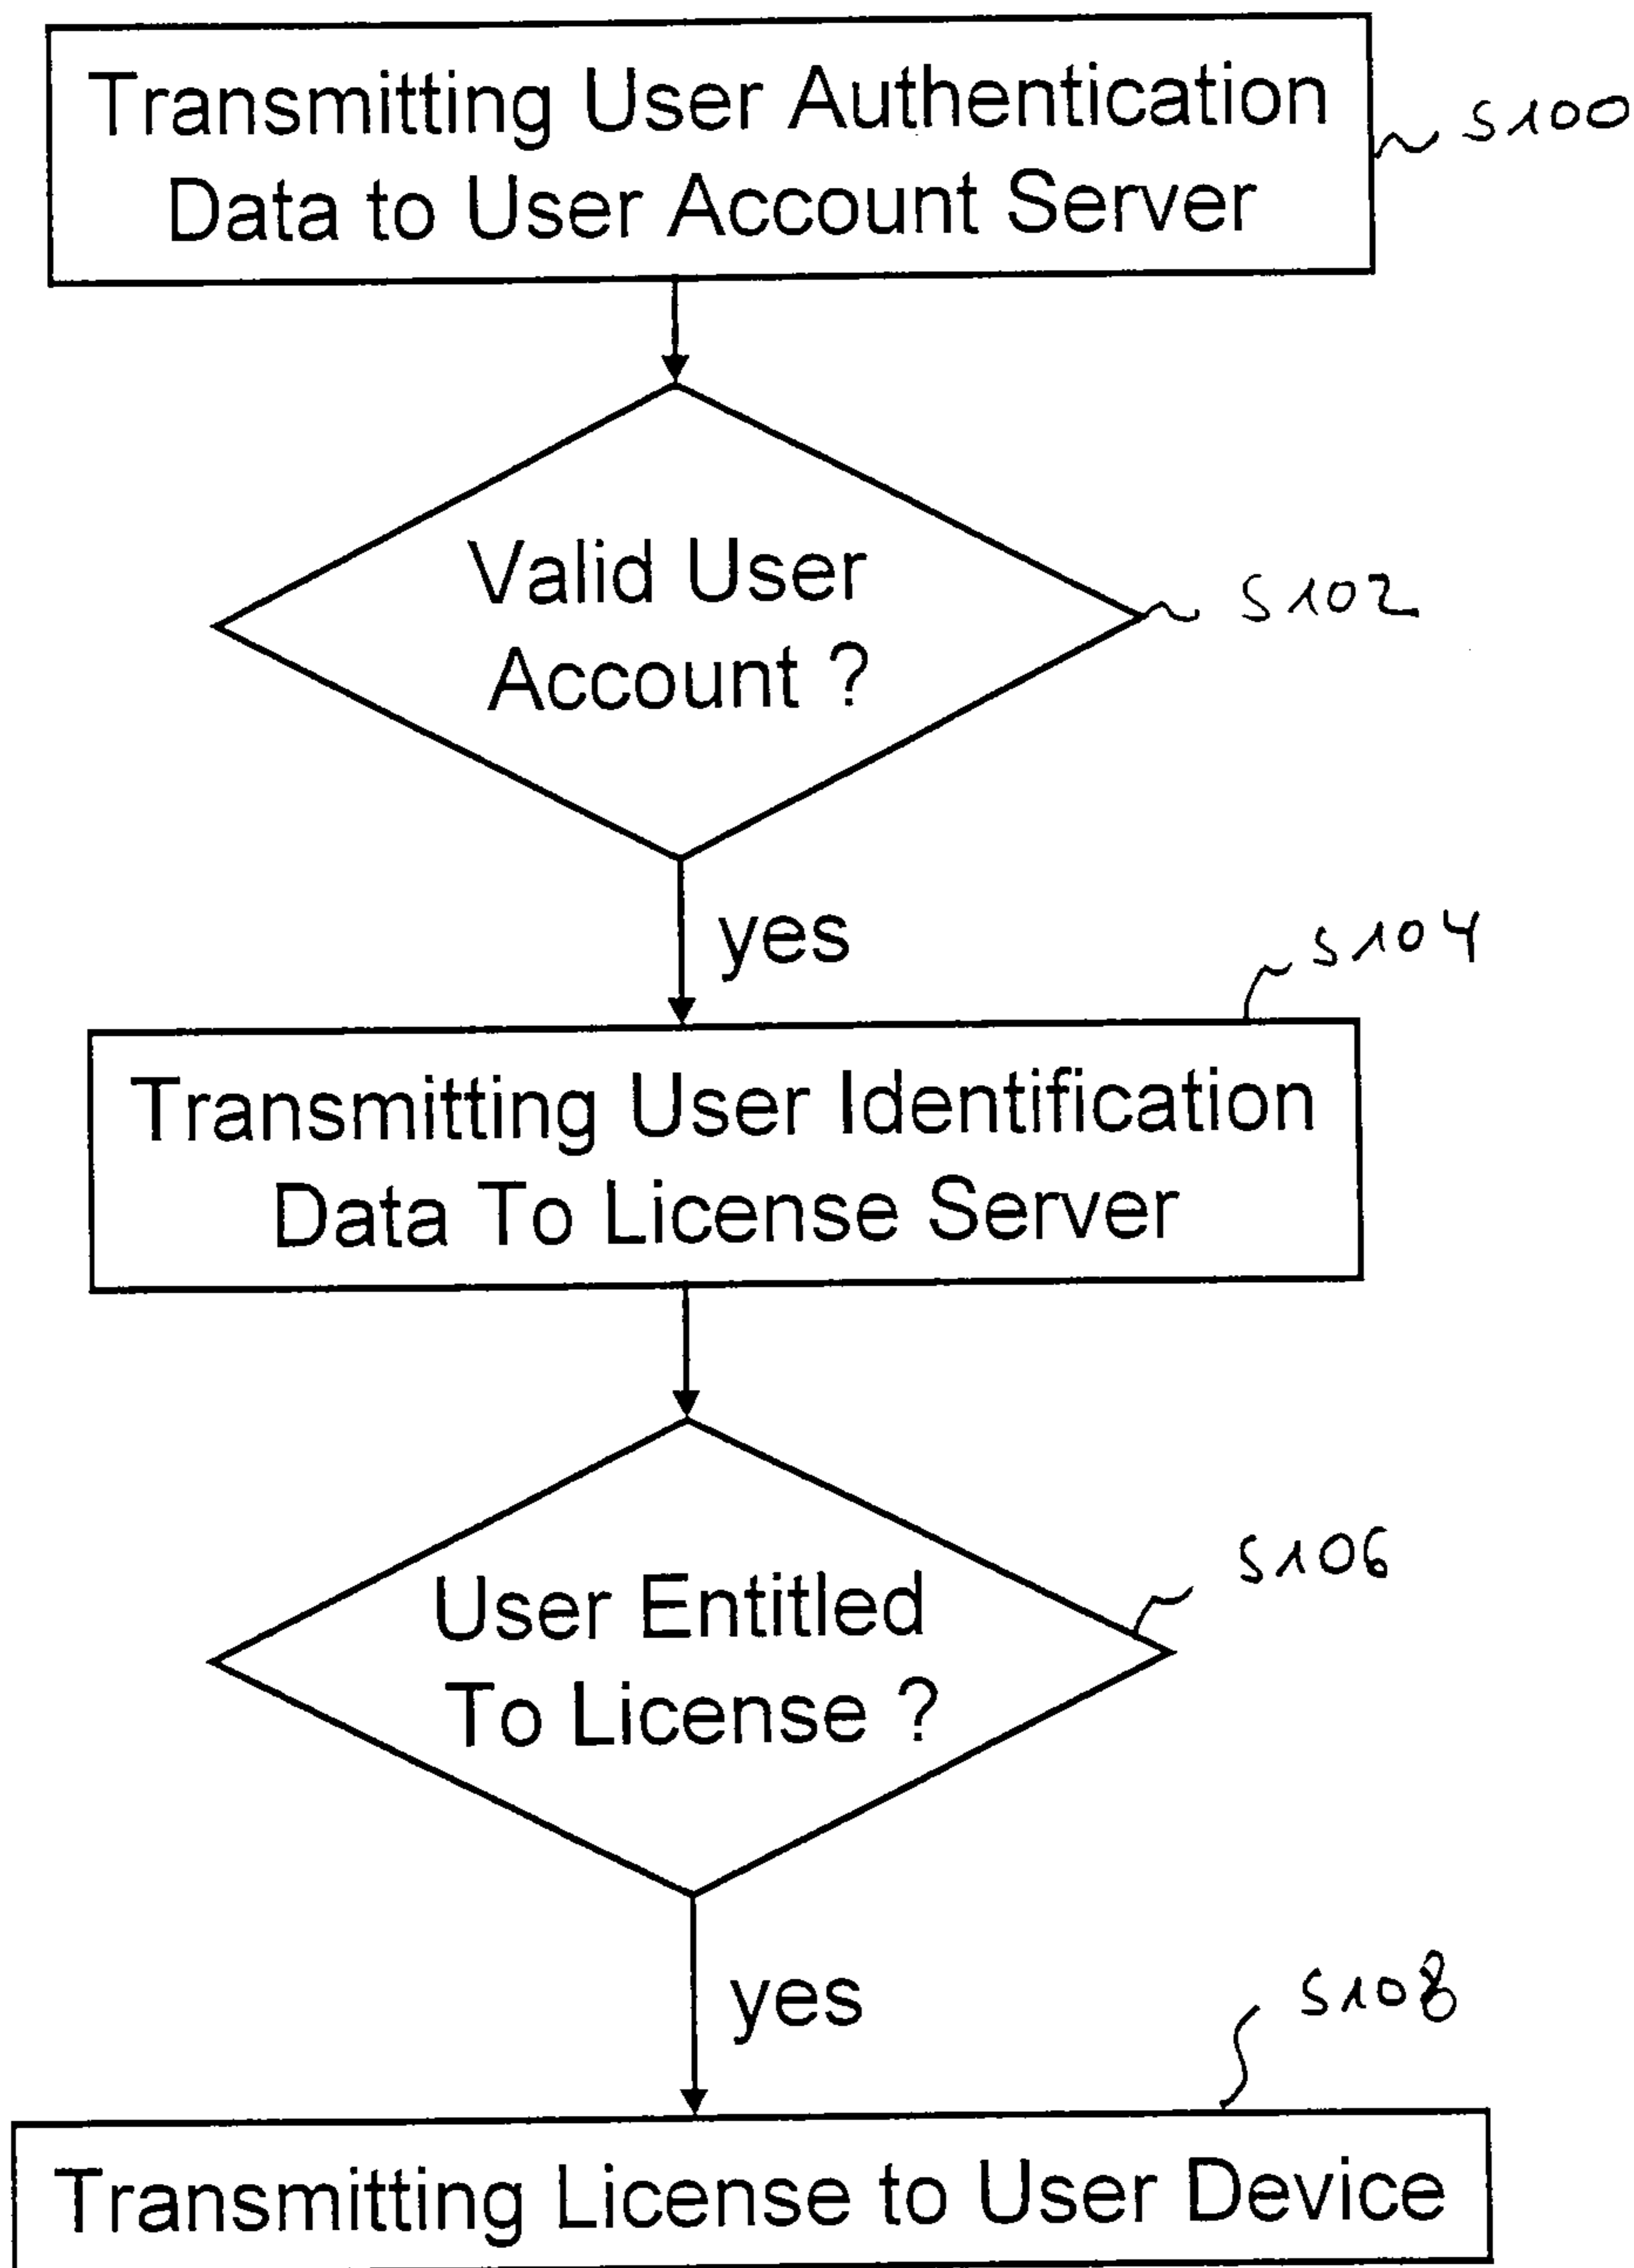 Transmitting User Authentication
Data to User Account Server
S100
Valid User
Account ?
S102
yes
S104
Transmitting User Identification
Data To License Server
User Entitled
To License ?
S106
yes
S108
Transmitting License to User Device